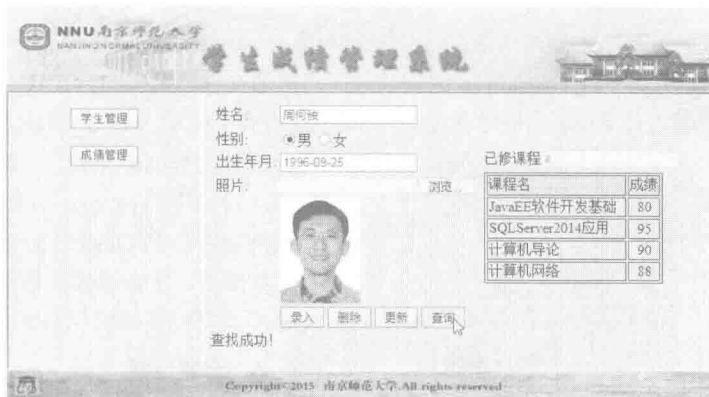 NNU南京师范大学
NANJING NORMAL UNIVERSITY
学生成绩管理系统
学生管理
成绩管理
姓名:
周何骏
性别:
男 女
出生年月:
1996-09-25
照片:
浏览...
录入 删除 更新 查询
查找成功!
已修课程
课程名 成绩
JavaEE软件开发基础 80
SQLServer2014应用 95
计算机导论 90
计算机网络 88
Copyright©2015 南京师范大学.All rights reserved